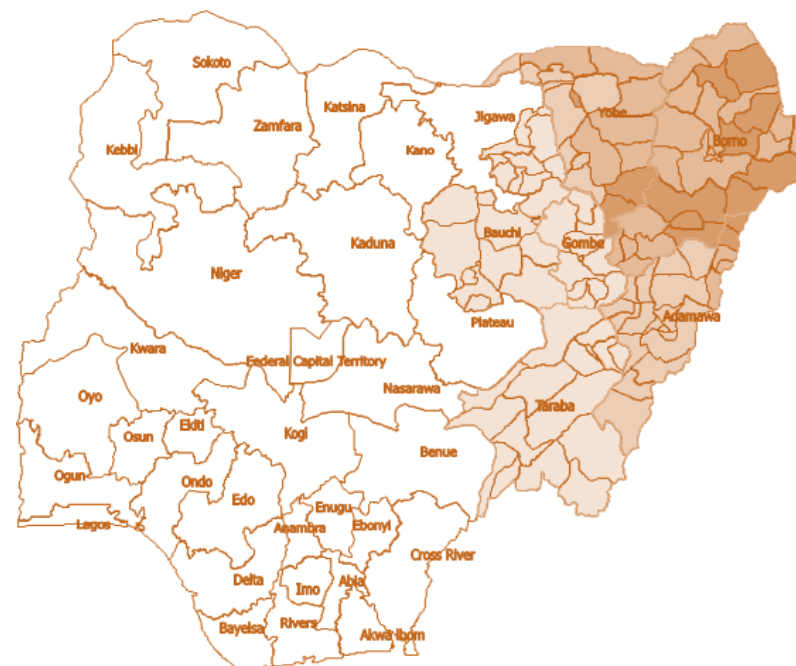 Sokoto
Katsina
Zamfara
Jigawa
Yobe
Kebbi
Kano
Borno
Bauchi
Kaduna
Gombe
Niger
Plateau
Adamawa
Kwara
Federal Capital Territory
Nasarawa
Oyo
Taraba
Ekiti
Osun
Kogi
Benue
Ogun
Ondo
Edo
Enugu
Lagos
Anambra
Ebonyi
Cross River
Delta
Abia
Imo
Bayelsa
Rivers
Akwa Ibom